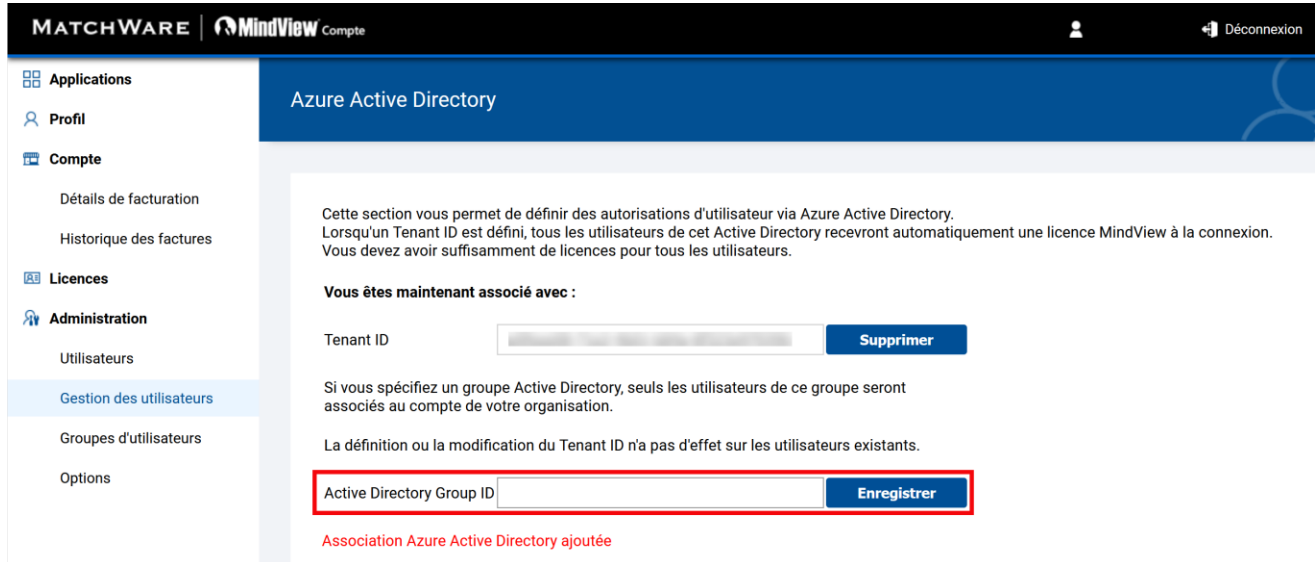 MATCHWARE MindView Compte
Déconnexion
Applications
Profil
Compte
Détails de facturation
Historique des factures
Licences
Administration
Utilisateurs
Gestion des utilisateurs
Groupes d'utilisateurs
Options
Azure Active Directory
Cette section vous permet de définir des autorisations d'utilisateur via Azure Active Directory.
Lorsqu'un Tenant ID est défini, tous les utilisateurs de cet Active Directory recevront automatiquement une licence MindView à la connexion.
Vous devez avoir suffisamment de licences pour tous les utilisateurs.
Vous êtes maintenant associé avec :
Tenant ID
Supprimer
Si vous spécifiez un groupe Active Directory, seuls les utilisateurs de ce groupe seront
associés au compte de votre organisation.
La définition ou la modification du Tenant ID n'a pas d'effet sur les utilisateurs existants.
Active Directory Group ID
Enregistrer
Association Azure Active Directory ajoutée